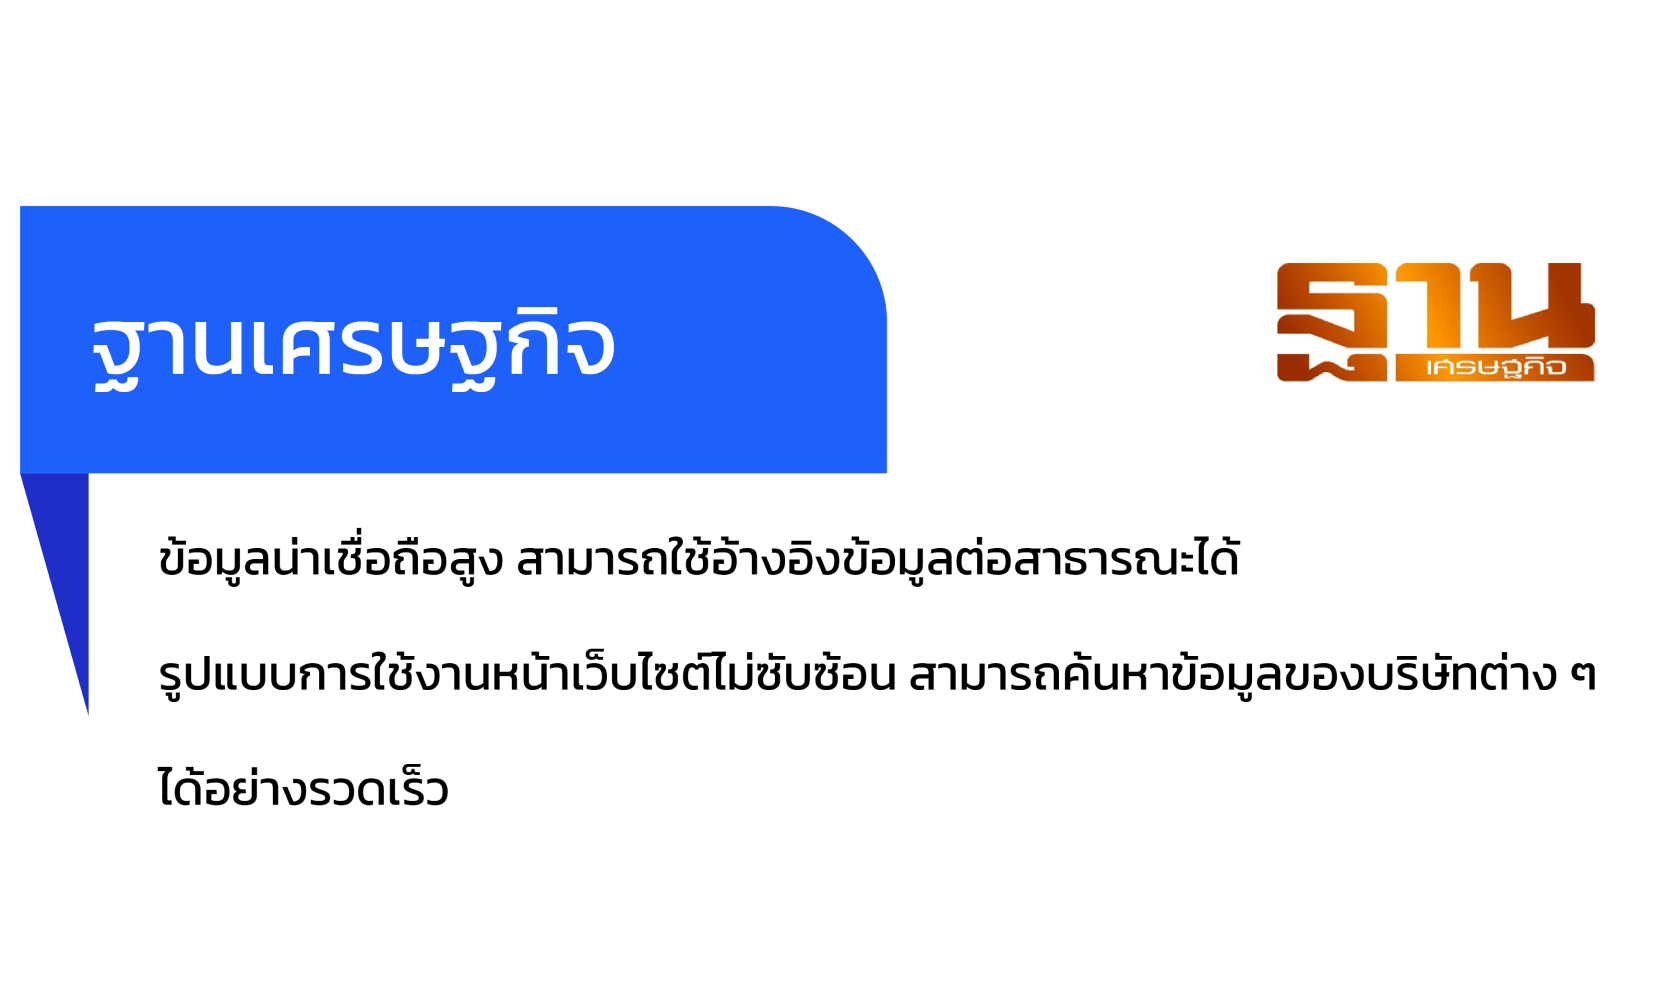 ฐานเศรษฐกิจ
ฐาน
เศรษฐกิจ
ข้อมูลน่าเชื่อถือสูง สามารถใช้อ้างอิงข้อมูลต่อสาธารณะได้
รูปแบบการใช้งานหน้าเว็บไซต์ไม่ซับซ้อน สามารถค้นหาข้อมูลของบริษัทต่าง ๆ
ได้อย่างรวดเร็ว